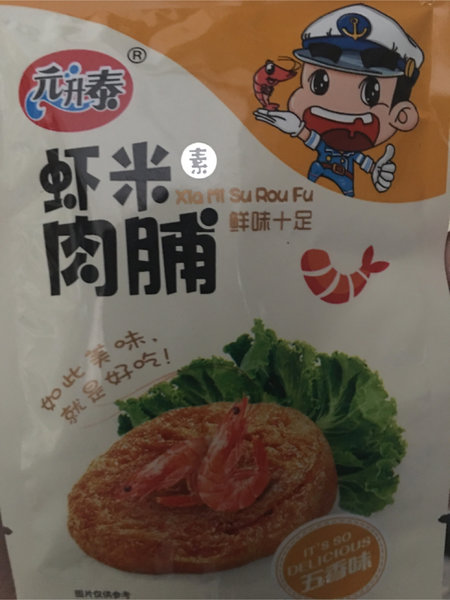 元升泰®
虾米素
Xia Mi Su Rou Fu
肉脯
鲜味十足
如此美味，
就是好吃！
IT'S SO
DELICIOUS
五香味
图片仅供参考